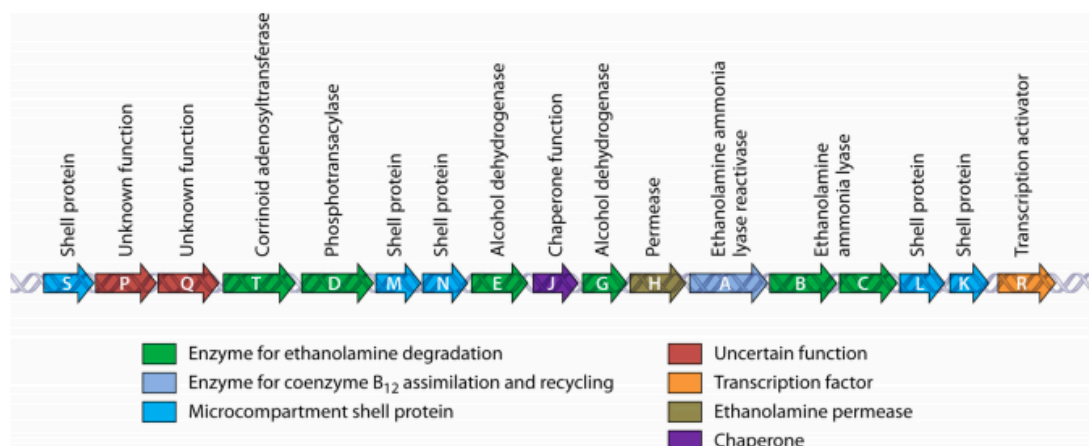 Shell protein
Unknown function
Unknown function
Corrinoid adenosyltransferase
Phosphotransacylase
Shell protein
Shell protein
Alcohol dehydrogenase
Chaperone function
Alcohol dehydrogenase
Permease
Ethanolamine ammonia
lyase reactivase
Ethanolamine
ammonia lyase
Shell protein
Shell protein
Transcription activator
S P Q T D M N E J G H A B C L K R
Enzyme for ethanolamine degradation
Enzyme for coenzyme B12 assimilation and recycling
Microcompartment shell protein
Uncertain function
Transcription factor
Ethanolamine permease
Chaperone